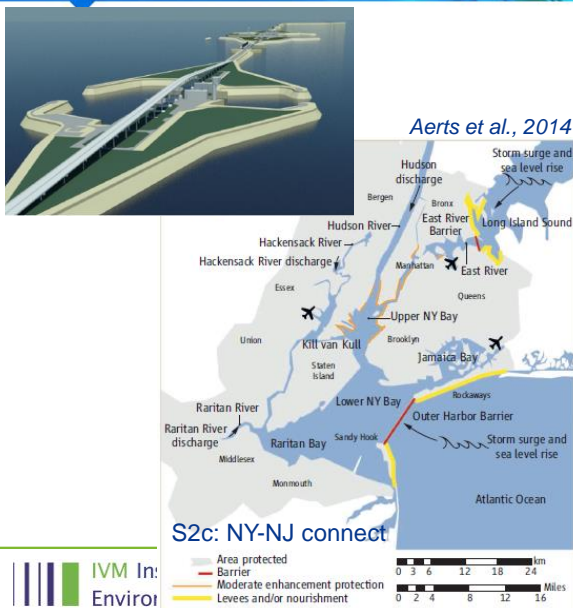 Aerts et al., 2014
Storm surge and
sea level rise
Hudson
discharge
Bergen
Bronx
East River
Barrier
Long Island Sound
Hudson River
Hackensack River
Hackensack River discharge
Manhattan
East River
Essex
Queens
Upper NY Bay
Union
Kill van Kull
Brooklyn
Jamaica Bay
Staten
Island
Rockaways
Lower NY Bay
Outer Harbor Barrier
Raritan River
Raritan River
discharge
Raritan Bay
Sandy Hook
Storm surge and
sea level rise
Middlesex
Monmouth
Atlantic Ocean
S2c: NY-NJ connect
Area protected
Barrier
Moderate enhancement protection
Levees and/or nourishment
km
0 3 6 12 18 24
Miles
0 2 4 8 12 16
IVM Ins
Enviror